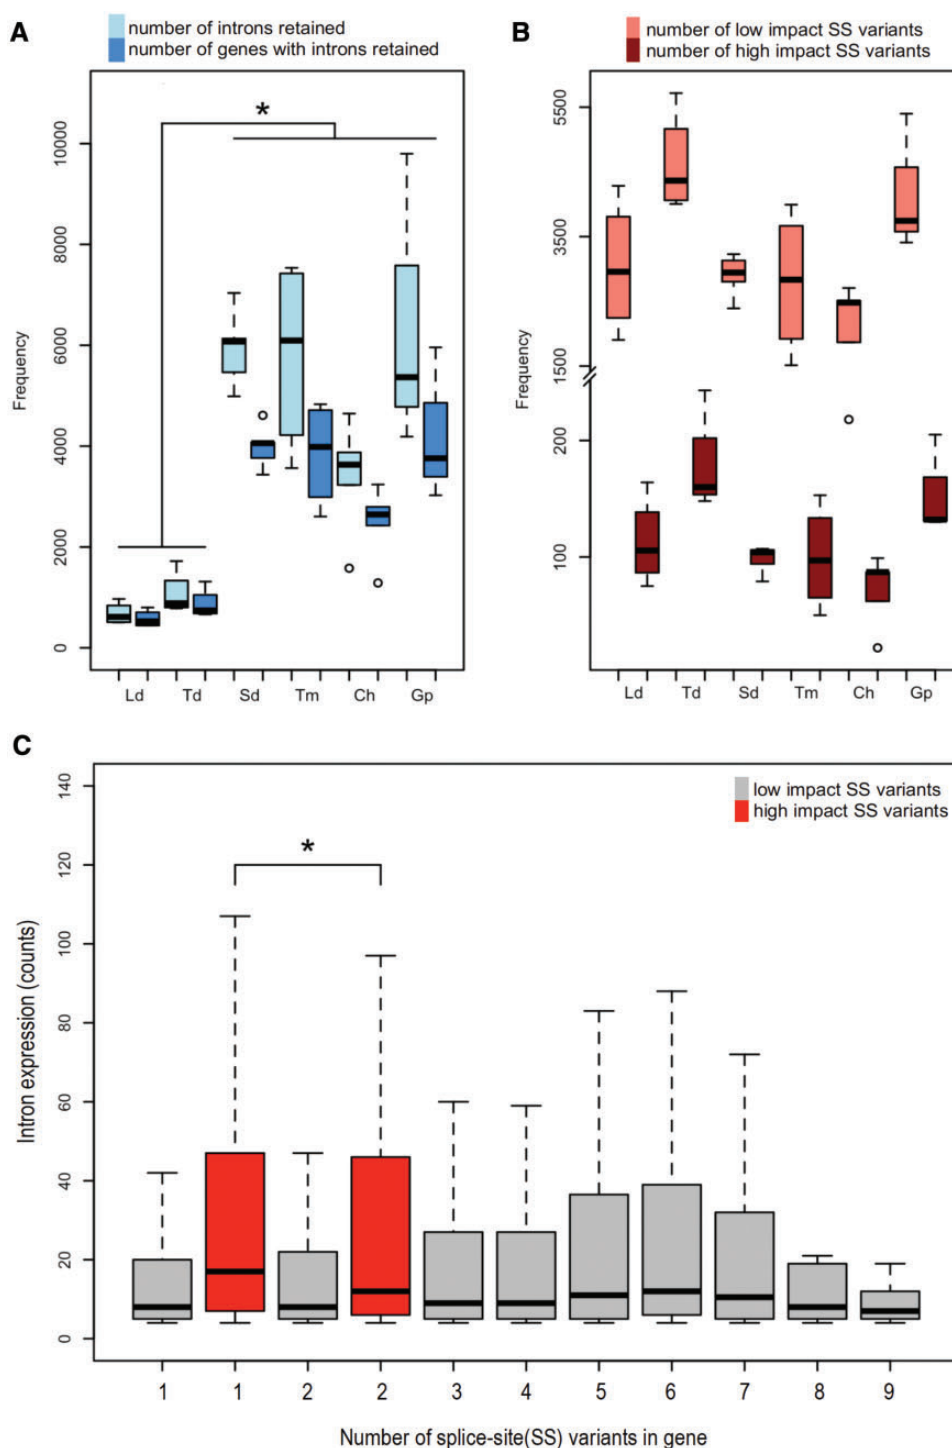 A
number of introns retained
number of genes with introns retained
*
Frequency
10000
8000
6000
4000
2000
0
Ld Td Sd Tm Ch Gp
B
number of low impact SS variants
number of high impact SS variants
Frequency
5500
3500
1500
200
100
Ld Td Sd Tm Ch Gp
C
low impact SS variants
high impact SS variants
*
Intron expression (counts)
140
120
100
80
60
40
20
0
1 1 2 2 3 4 5 6 7 8 9
Number of splice-site(SS) variants in gene